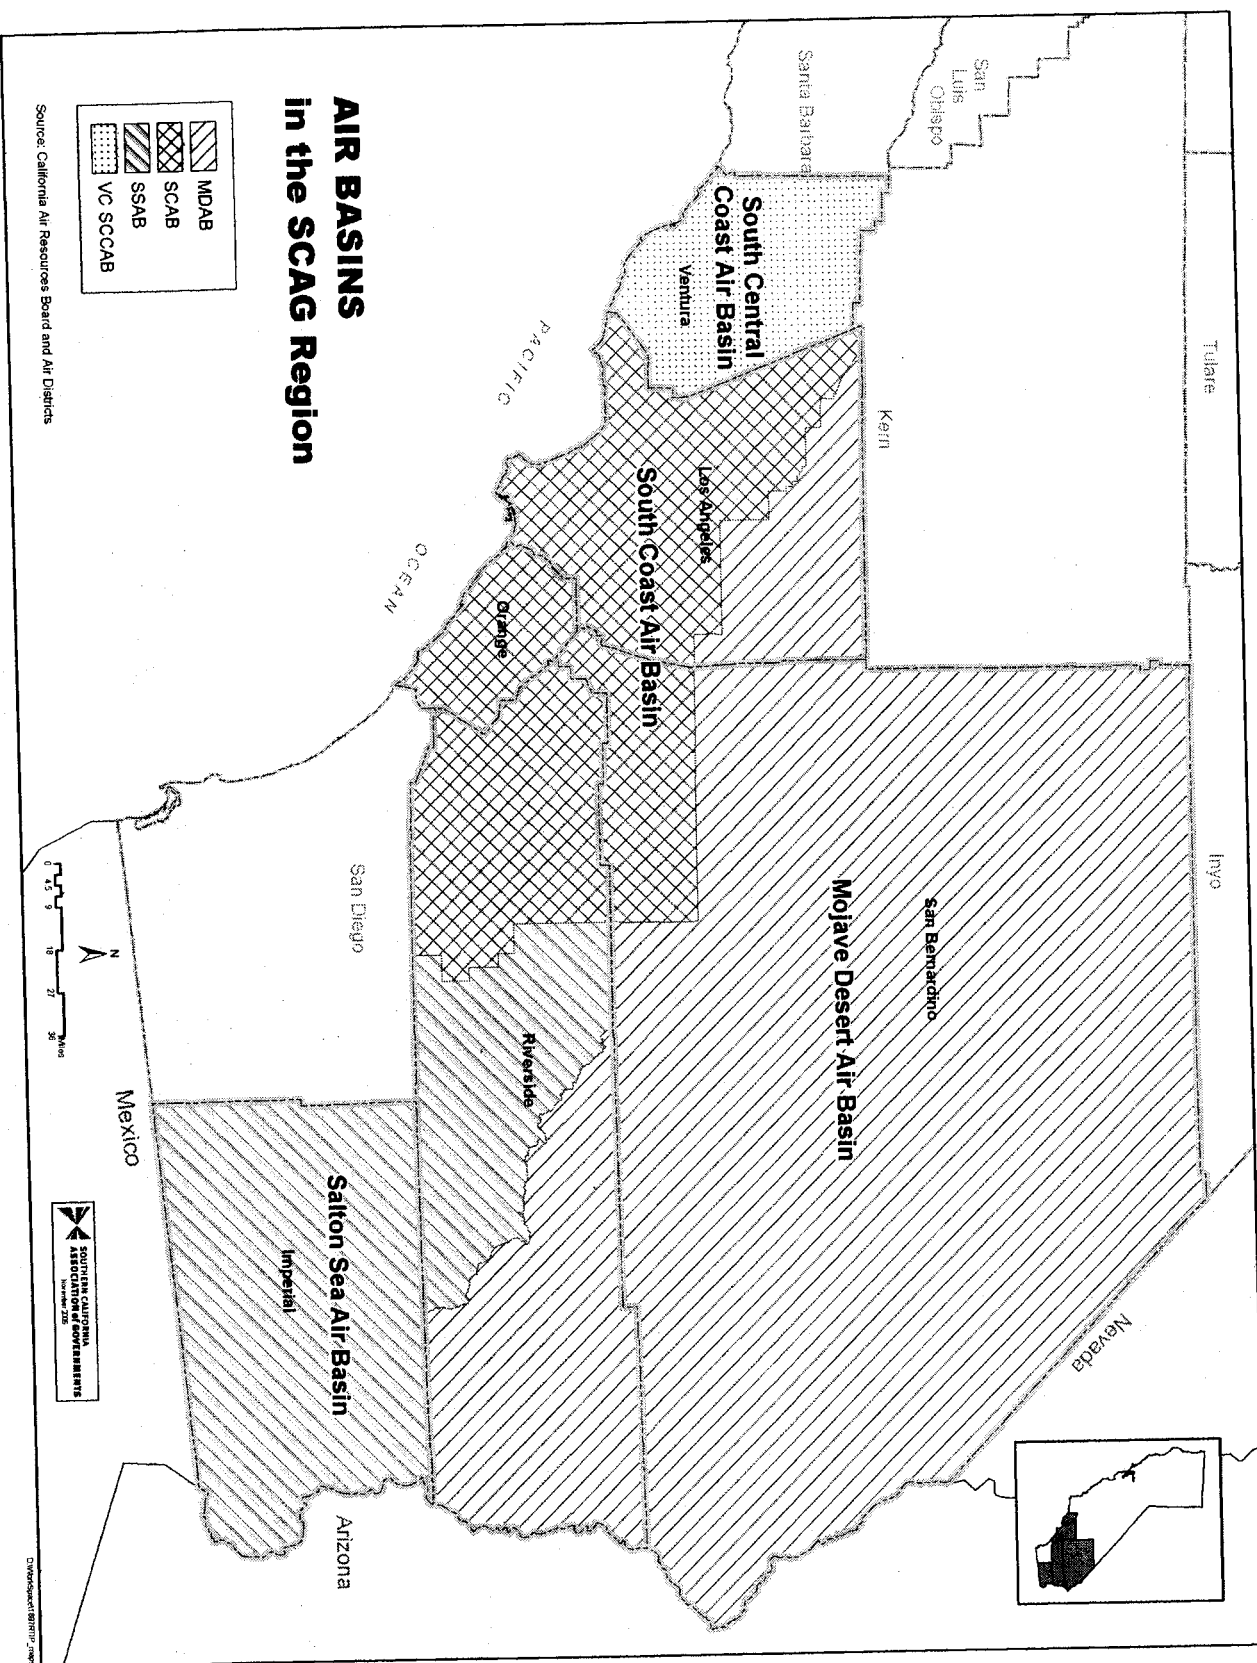 AIR BASINS
in the SCAG Region
MDAB
SCAB
SSAB
VC SCCAB
Source: California Air Resources Board and Air Districts
San
Luis
Obispo
Santa Barbara
Tulare
Kern
Inyo
South Central
Coast Air Basin
Ventura
Los Angeles
South Coast Air Basin
Orange
San Bernardino
Mojave Desert Air Basin
Riverside
Salton Sea Air Basin
Imperial
San Diego
PACIFIC
OCEAN
Nevada
Arizona
Mexico
N
0 4.5 9 18 27 36
Miles
SOUTHERN CALIFORNIA
ASSOCIATION of GOVERNMENTS